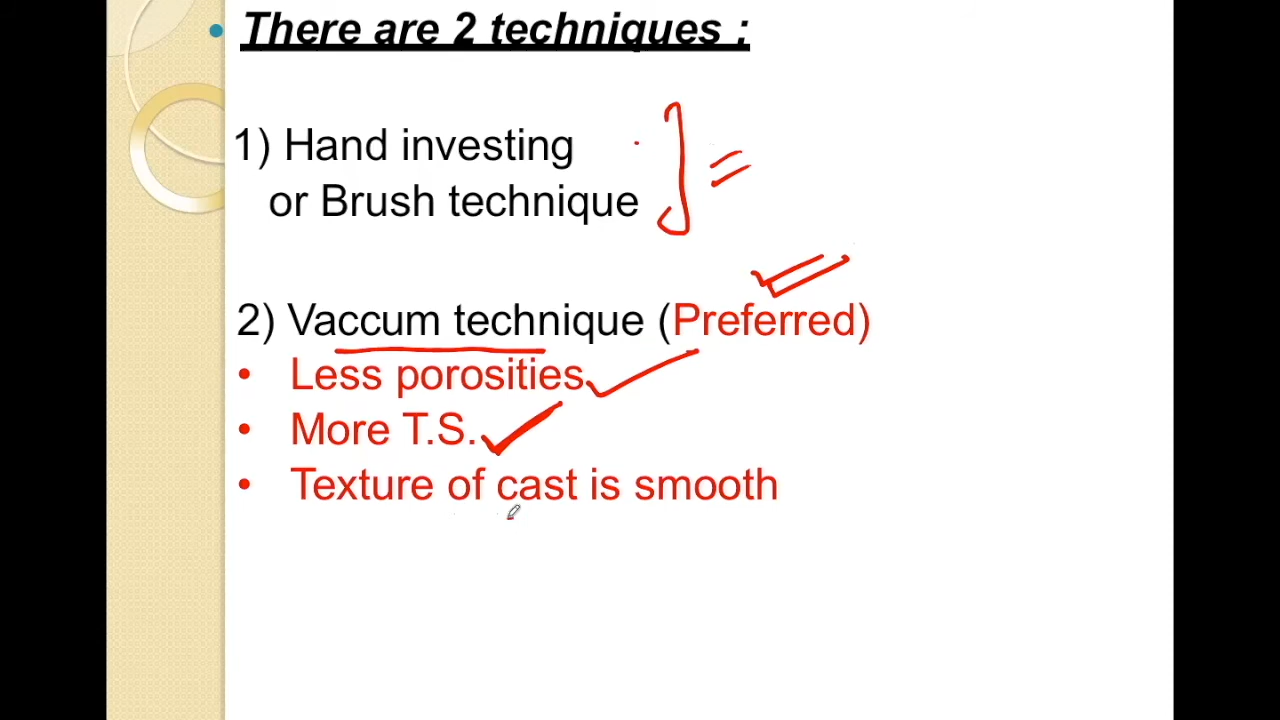 • There are 2 techniques :
1) Hand investing
or Brush technique
2) Vaccum technique (Preferred)
• Less porosities
• More T.S.
• Texture of cast is smooth